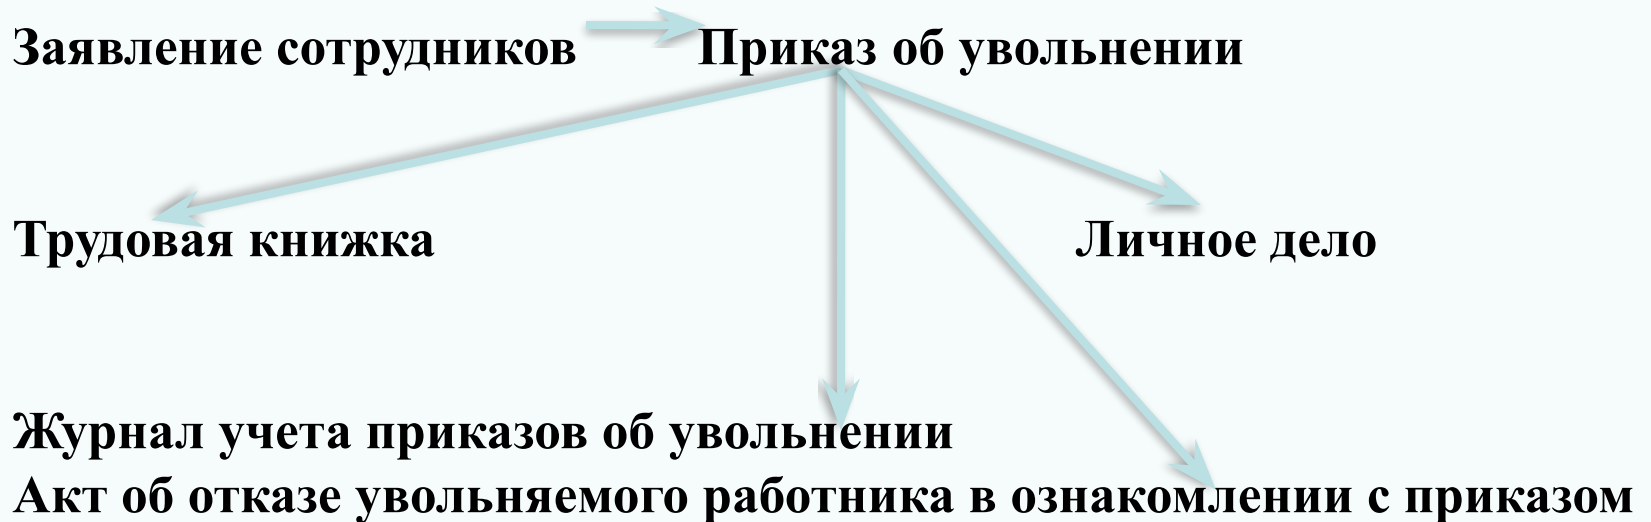 Заявление сотрудников Приказ об увольнении
Трудовая книжка Личное дело
Журнал учета приказов об увольнении
Акт об отказе увольняемого работника в ознакомлении с приказом